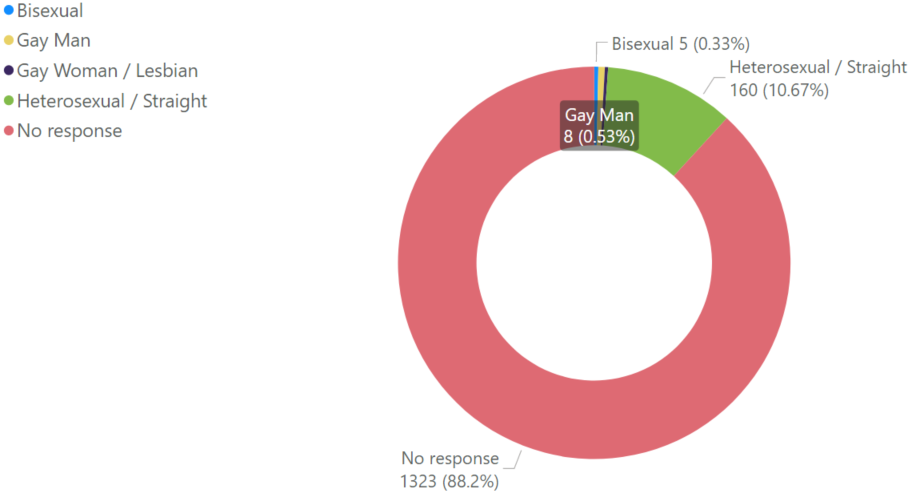 Bisexual
Gay Man
Gay Woman / Lesbian
Heterosexual / Straight
No response
Bisexual 5 (0.33%)
Heterosexual / Straight
160 (10.67%)
Gay Man
8 (0.53%)
No response
1323 (88.2%)